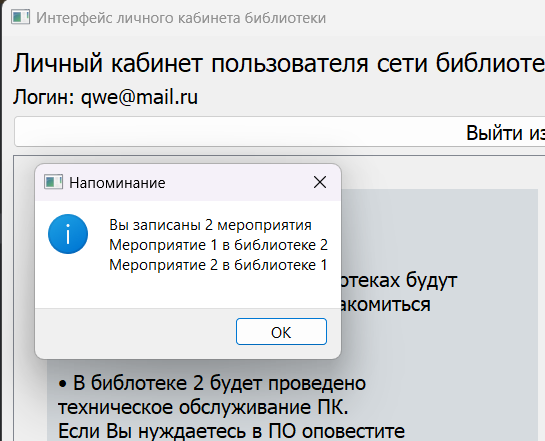 Интерфейс личного кабинета библиотеки
Личный кабинет пользователя сети библиоте
Логин: qwe@mail.ru
Выйти из
Напоминание
Вы записаны 2 мероприятия
Мероприятие 1 в библиотеке 2
Мероприятие 2 в библиотеке 1
OK
отеках будут
акомиться
• В библотеке 2 будет проведено
техническое обслуживание ПК.
Если Вы нуждаетесь в ПО оповестите